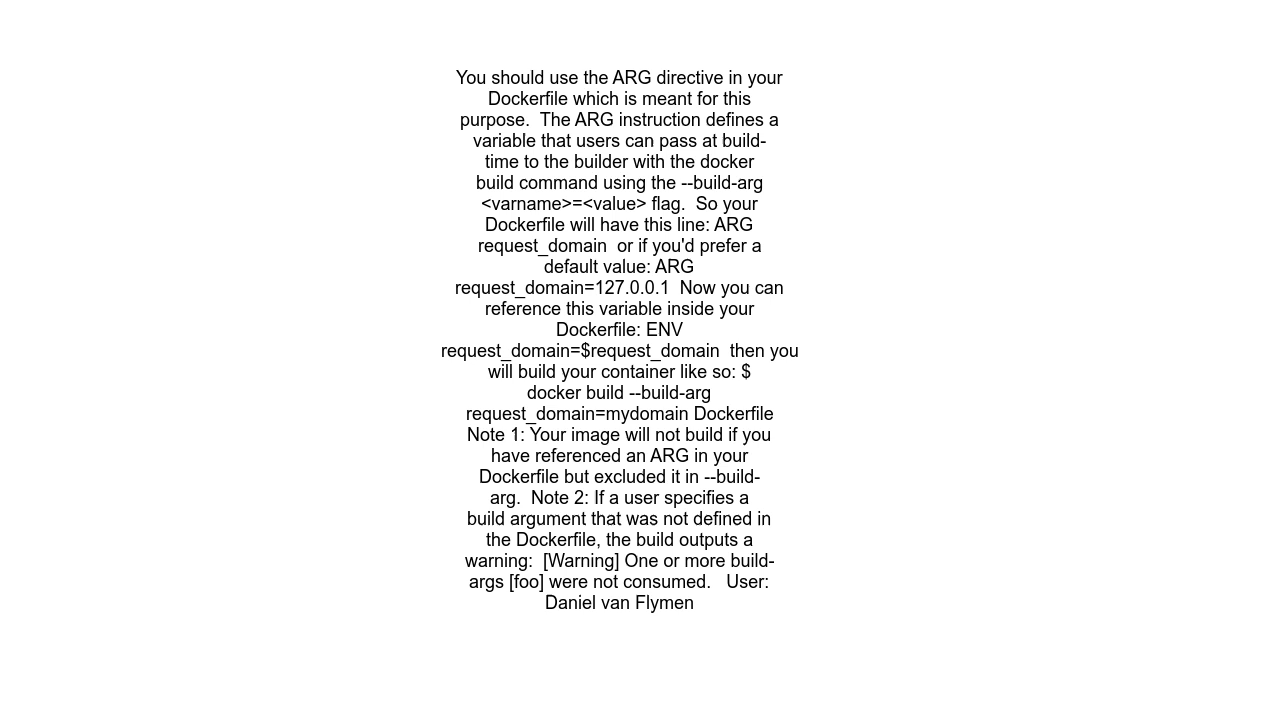 You should use the ARG directive in your
Dockerfile which is meant for this
purpose.  The ARG instruction defines a
variable that users can pass at build-
time to the builder with the docker
build command using the --build-arg
<varname>=<value> flag.  So your
Dockerfile will have this line: ARG
request_domain  or if you'd prefer a
default value: ARG
request_domain=127.0.0.1  Now you can
reference this variable inside your
Dockerfile: ENV
request_domain=$request_domain  then you
will build your container like so: $
docker build --build-arg
request_domain=mydomain Dockerfile
Note 1: Your image will not build if you
have referenced an ARG in your
Dockerfile but excluded it in --build-
arg.  Note 2: If a user specifies a
build argument that was not defined in
the Dockerfile, the build outputs a
warning:  [Warning] One or more build-
args [foo] were not consumed.   User:
Daniel van Flymen